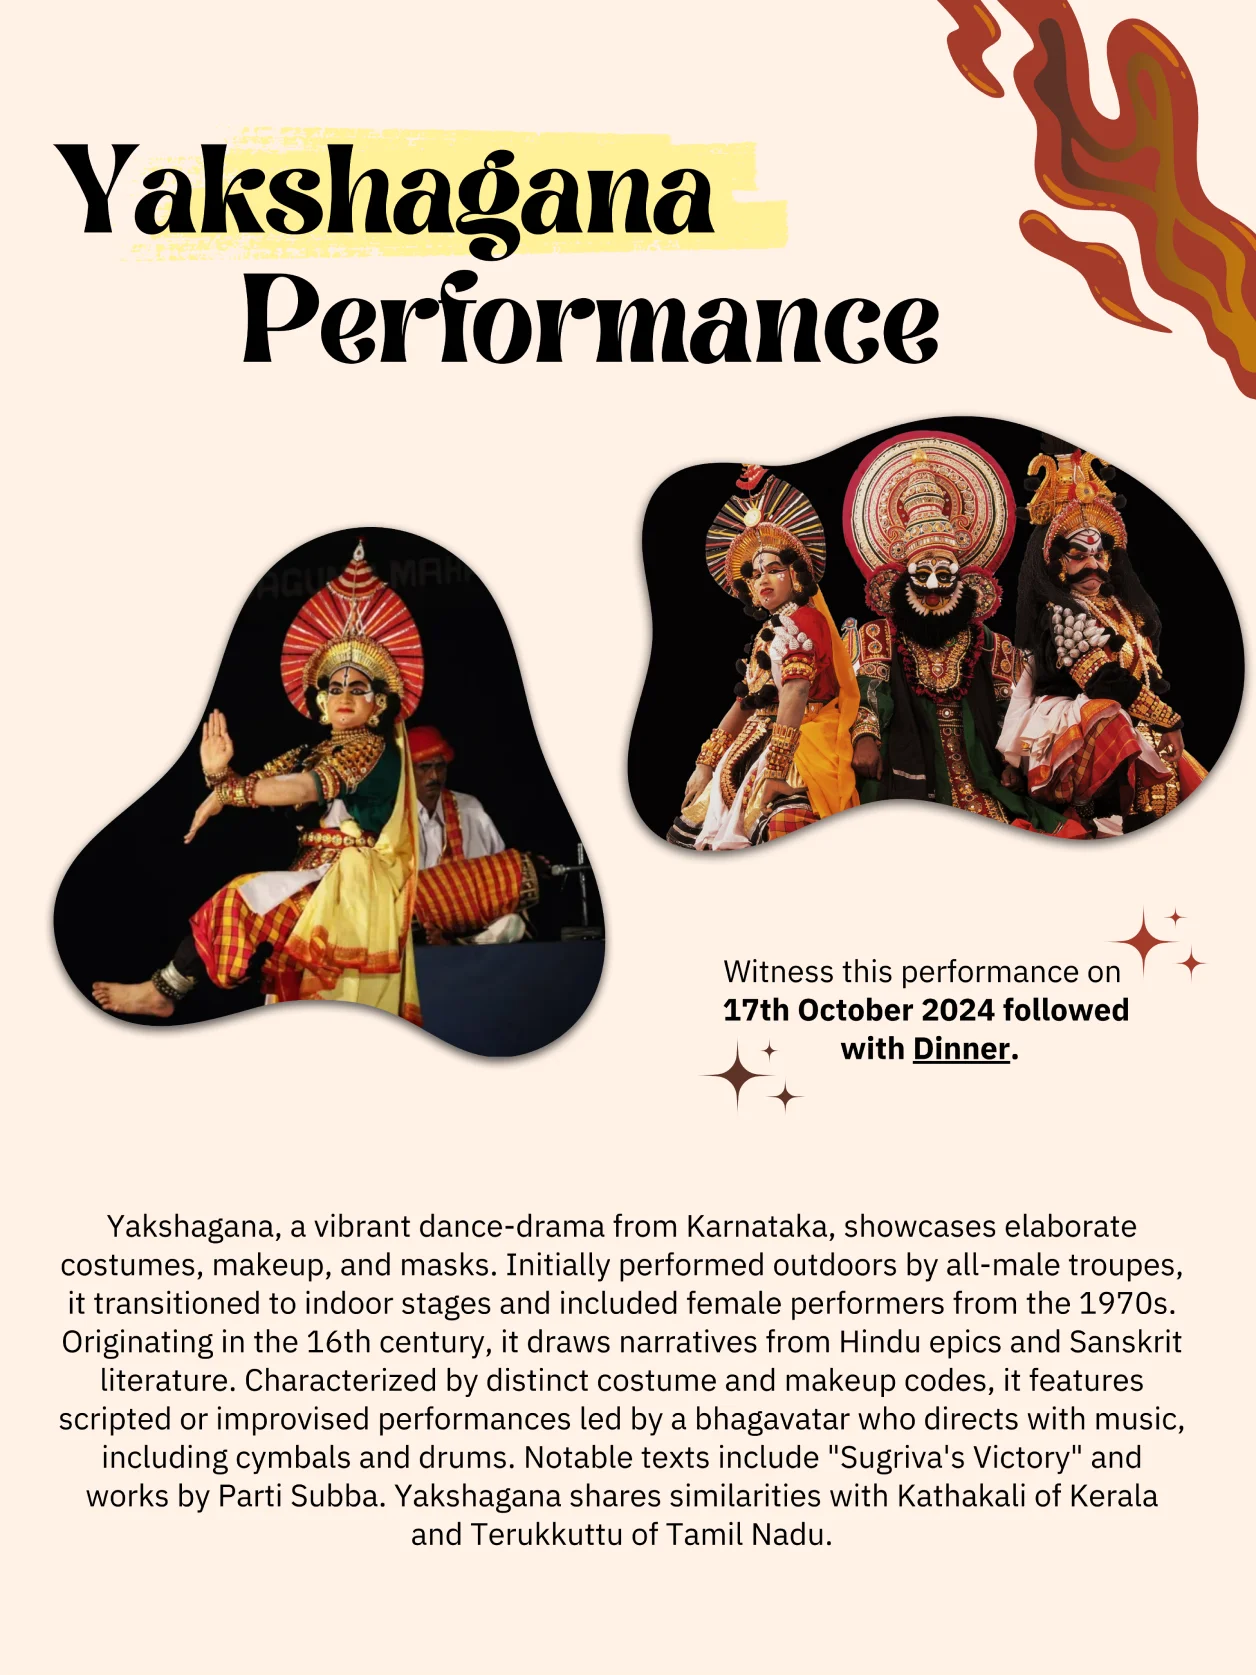 Yakshagana
Performance
Witness this performance on
17th October 2024 followed
with Dinner.
Yakshagana, a vibrant dance-drama from Karnataka, showcases elaborate
costumes, makeup, and masks. Initially performed outdoors by all-male troupes,
it transitioned to indoor stages and included female performers from the 1970s.
Originating in the 16th century, it draws narratives from Hindu epics and Sanskrit
literature. Characterized by distinct costume and makeup codes, it features
scripted or improvised performances led by a bhagavatar who directs with music,
including cymbals and drums. Notable texts include "Sugriva's Victory" and
works by Parti Subba. Yakshagana shares similarities with Kathakali of Kerala
and Terukkuttu of Tamil Nadu.